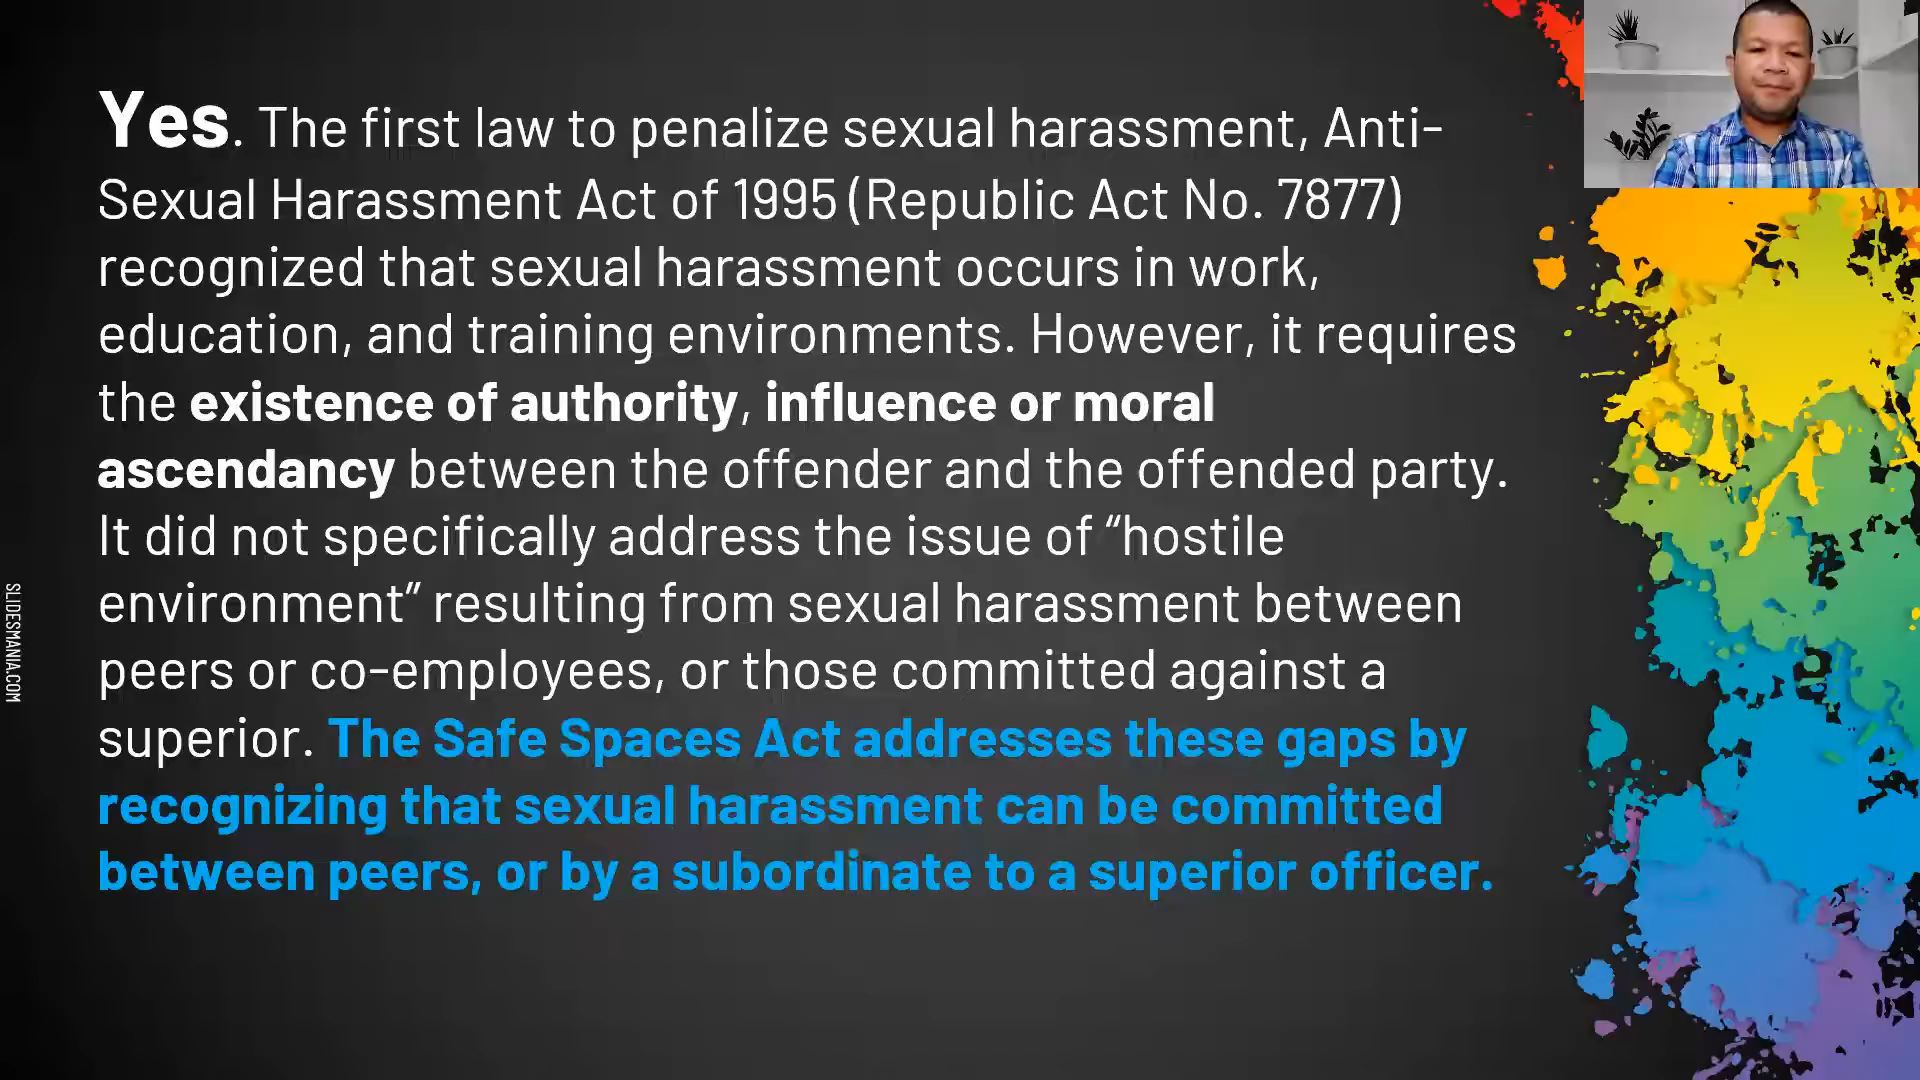 Yes. The first law to penalize sexual harassment, Anti-
Sexual Harassment Act of 1995 (Republic Act No. 7877)
recognized that sexual harassment occurs in work,
education, and training environments. However, it requires
the existence of authority, influence or moral
ascendancy between the offender and the offended party.
It did not specifically address the issue of “hostile
environment” resulting from sexual harassment between
peers or co-employees, or those committed against a
superior. The Safe Spaces Act addresses these gaps by
recognizing that sexual harassment can be committed
between peers, or by a subordinate to a superior officer.
SLIDESMANIA.COM